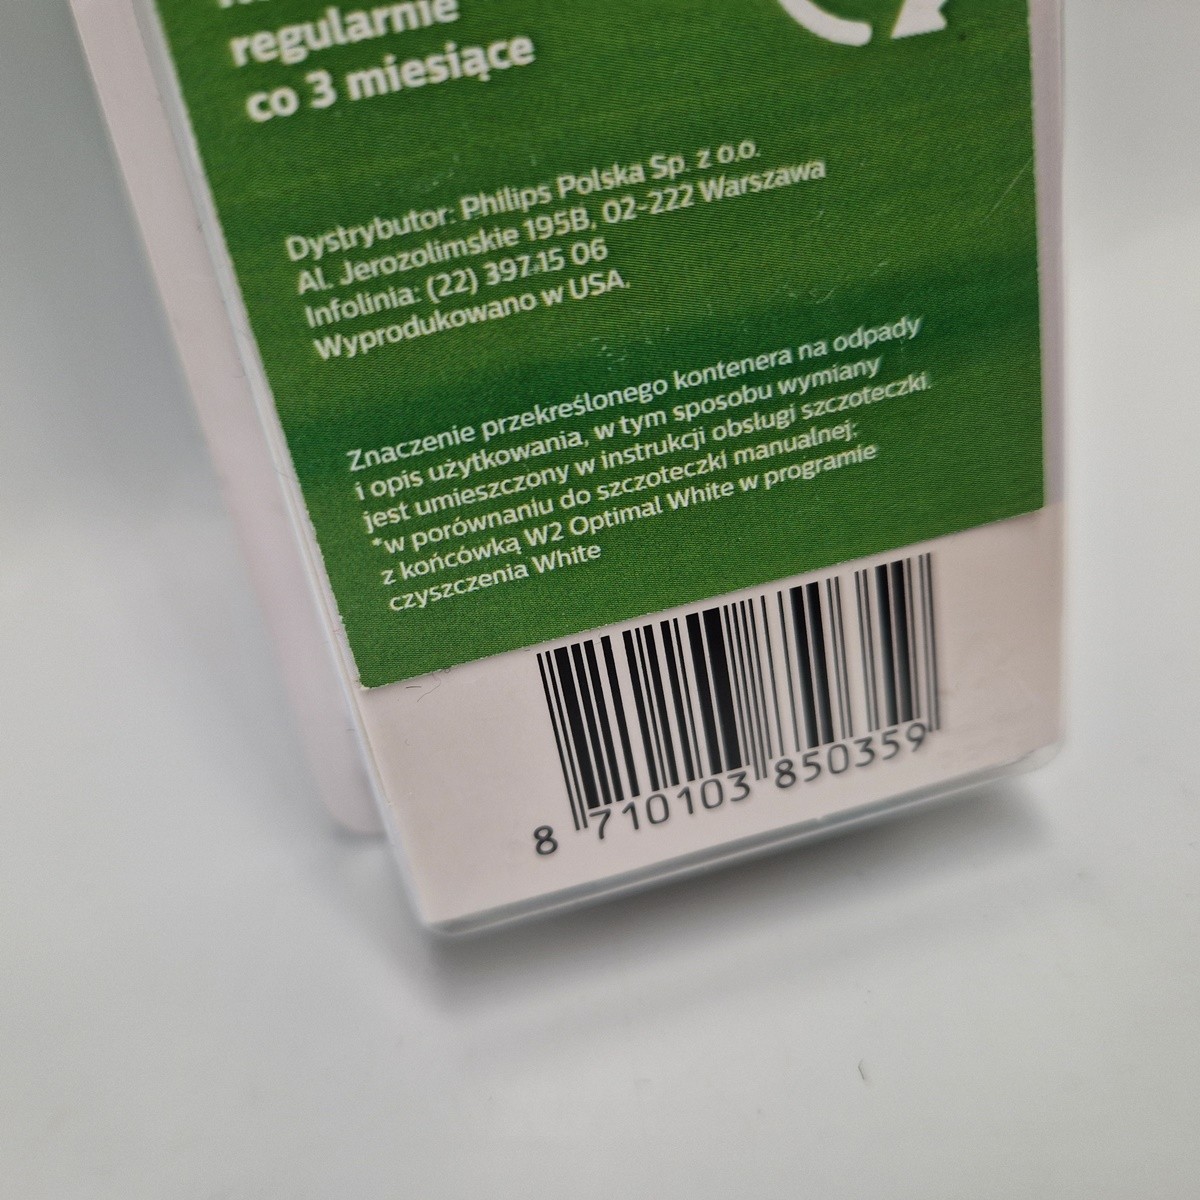 regularnie
co 3 miesiące
Dystrybutor: Philips Polska Sp. z o.o.
Al. Jerozolimskie 195B, 02-222 Warszawa
Infolinia: (22) 397 15 06
Wyprodukowano w USA.
Znaczenie przekreślonego kontenera na odpady
i opis użytkowania, w tym sposobu wymiany
jest umieszczony w instrukcji obsługi szczoteczki.
*w porównaniu do szczoteczki manualnej;
z końcówką W2 Optimal White w programie
czyszczenia White
8 710103 850359